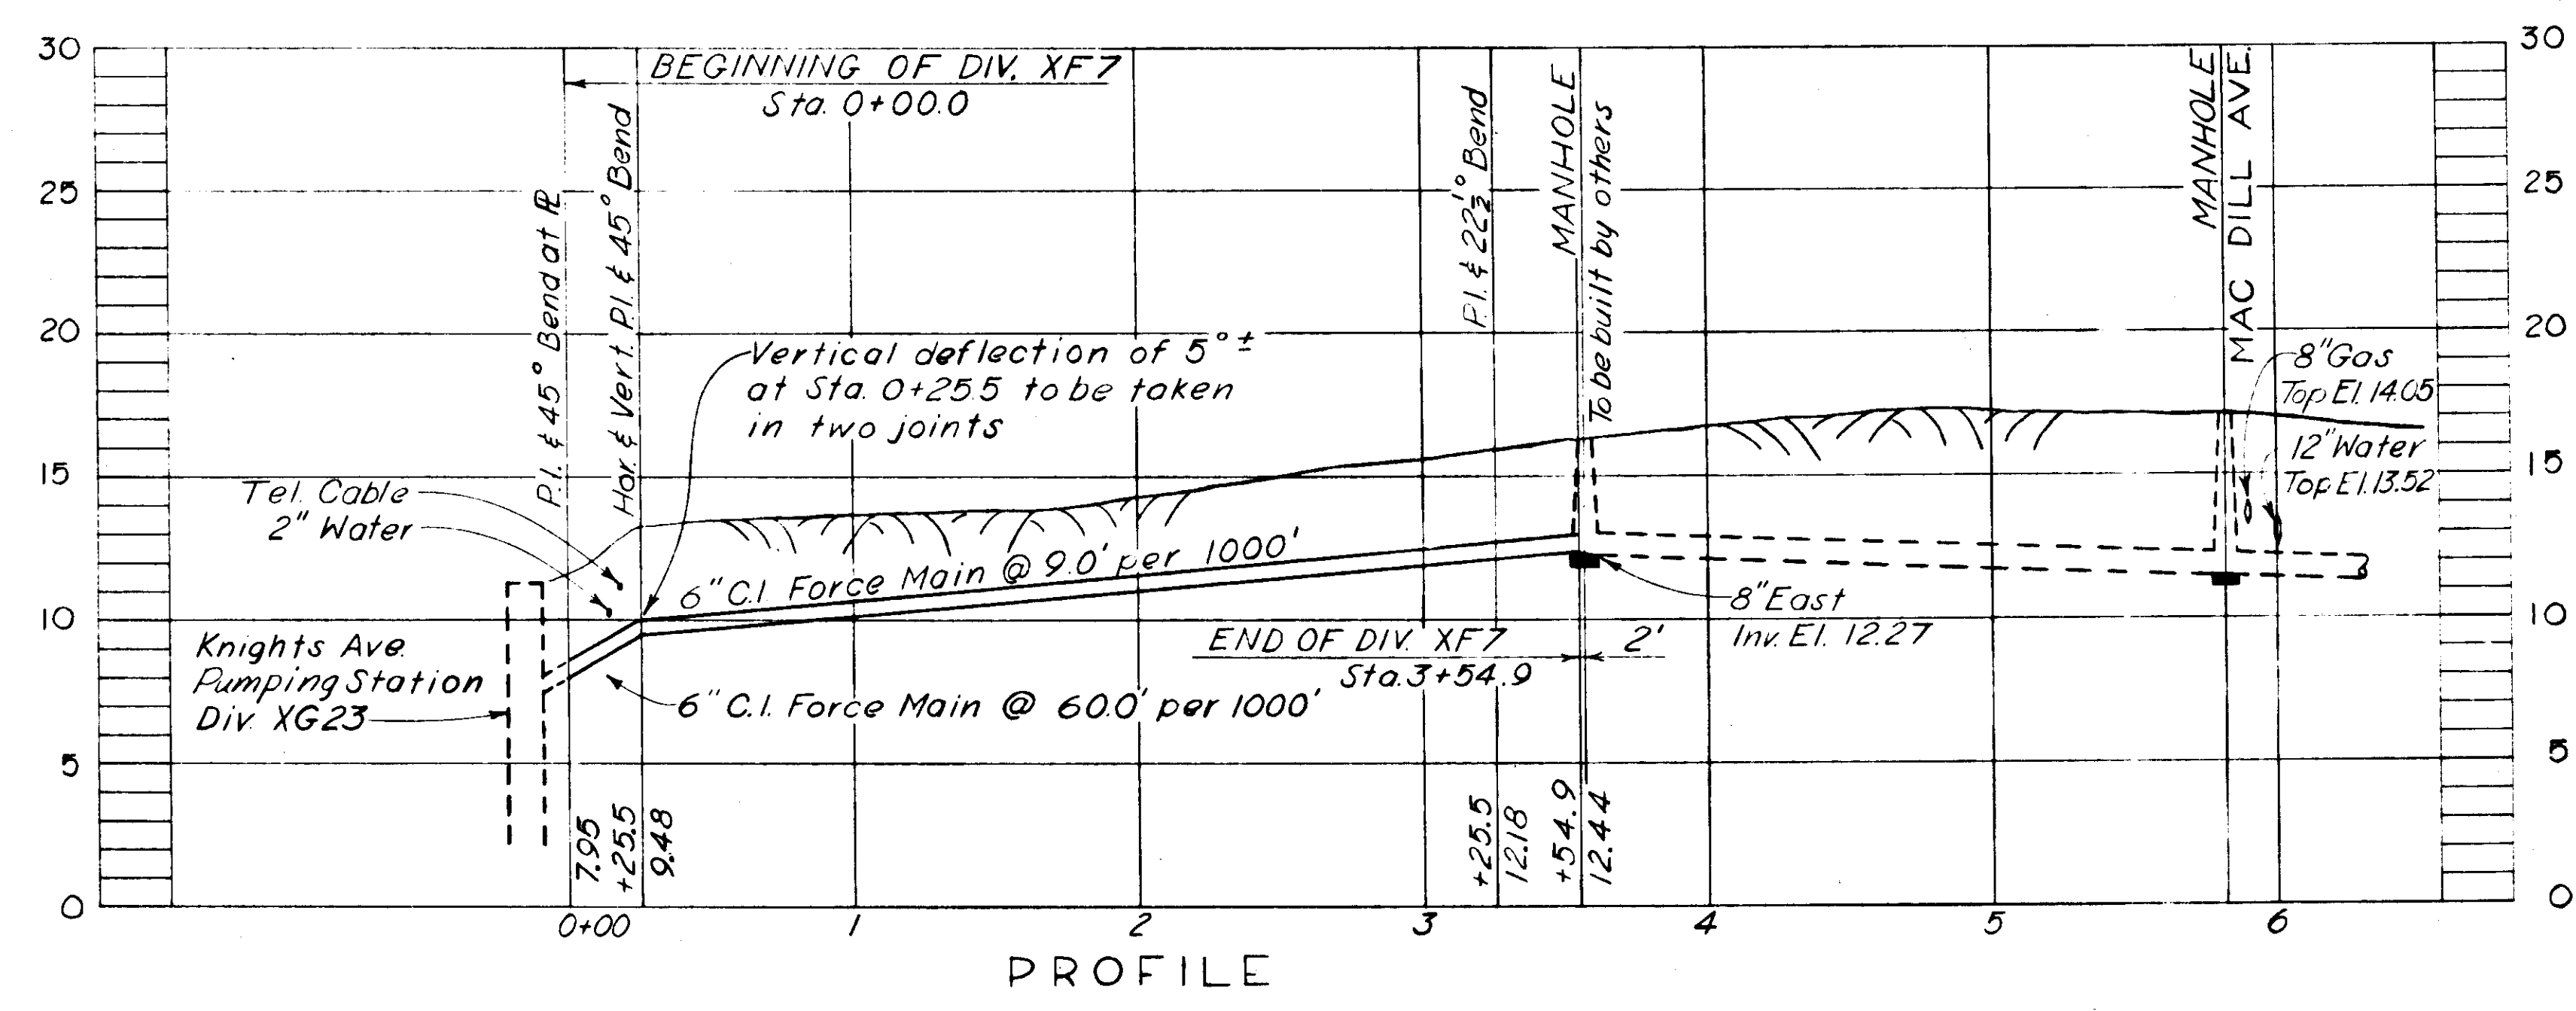 30
25
20
15
10
5
0
BEGINNING OF DIV. XF7
Sta. 0+00.0
P.I. & 45° Bend at PL
Hor. & Vert. P.I. & 45° Bend
Vertical deflection of 5° ±
at Sta. 0+25.5 to be taken
in two joints
Tel. Cable
2" Water
Knights Ave.
Pumping Station
Div. XG23
6" C.I. Force Main @ 9.0' per 1000'
6" C.I. Force Main @ 60.0' per 1000'
P.I. & 22½° Bend
MANHOLE
To be built by others
END OF DIV. XF7
Sta. 3+54.9
2'
8" East
Inv. El. 12.27
MANHOLE
MAC DILL AVE.
8" Gas
Top El. 14.05
12" Water
Top El. 13.52
30
25
20
15
10
5
0
7.95
+25.5
9.48
+25.5
12.18
+54.9
12.44
0+00
1
2
3
4
5
6
PROFILE